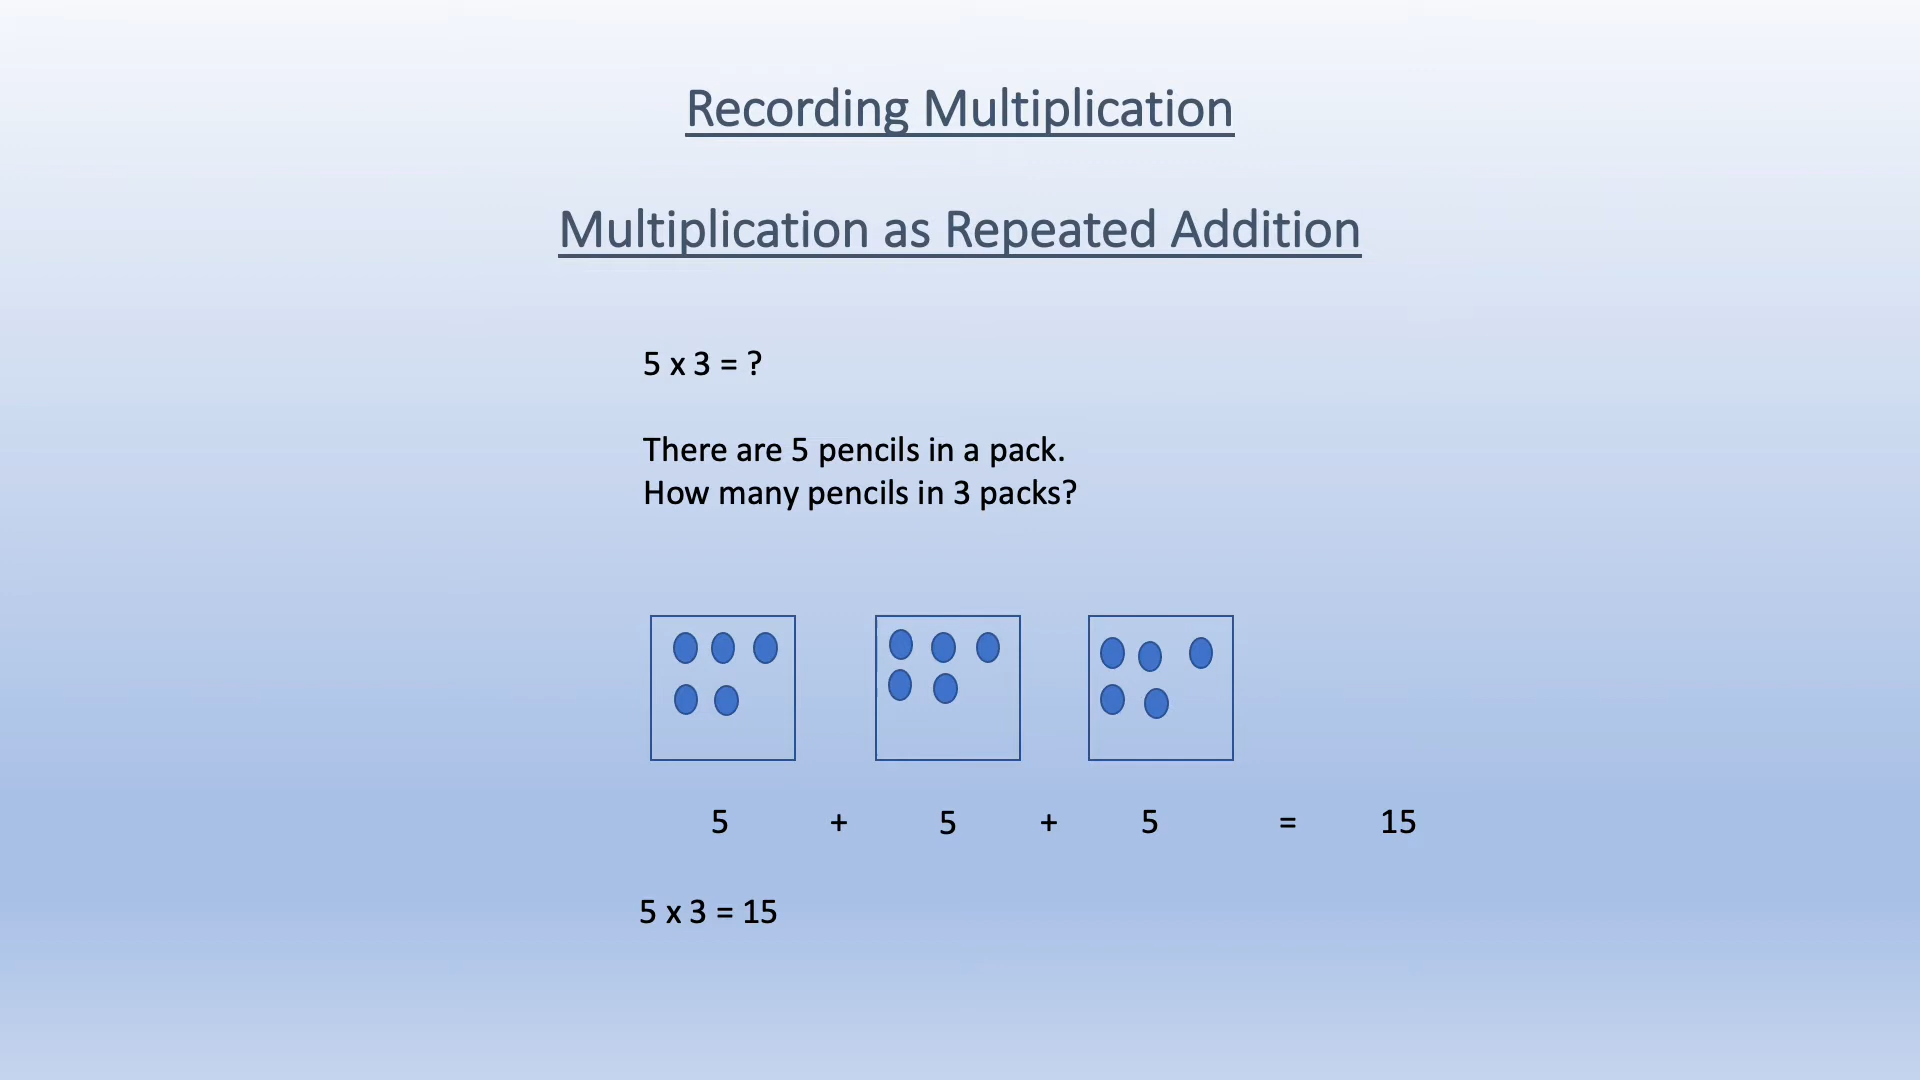 Recording Multiplication
Multiplication as Repeated Addition
5 x 3 = ?
There are 5 pencils in a pack.
How many pencils in 3 packs?
5 + 5 + 5 = 15
5 x 3 = 15